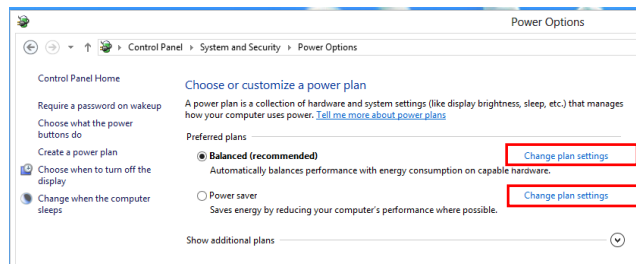 Power Options
Control Panel ▸ System and Security ▸ Power Options
Control Panel Home
Require a password on wakeup
Choose what the power
buttons do
Create a power plan
Choose when to turn off the
display
Change when the computer
sleeps
Choose or customize a power plan
A power plan is a collection of hardware and system settings (like display brightness, sleep, etc.) that manages
how your computer uses power. Tell me more about power plans
Preferred plans
Balanced (recommended) Change plan settings
Automatically balances performance with energy consumption on capable hardware.
Power saver Change plan settings
Saves energy by reducing your computer's performance where possible.
Show additional plans